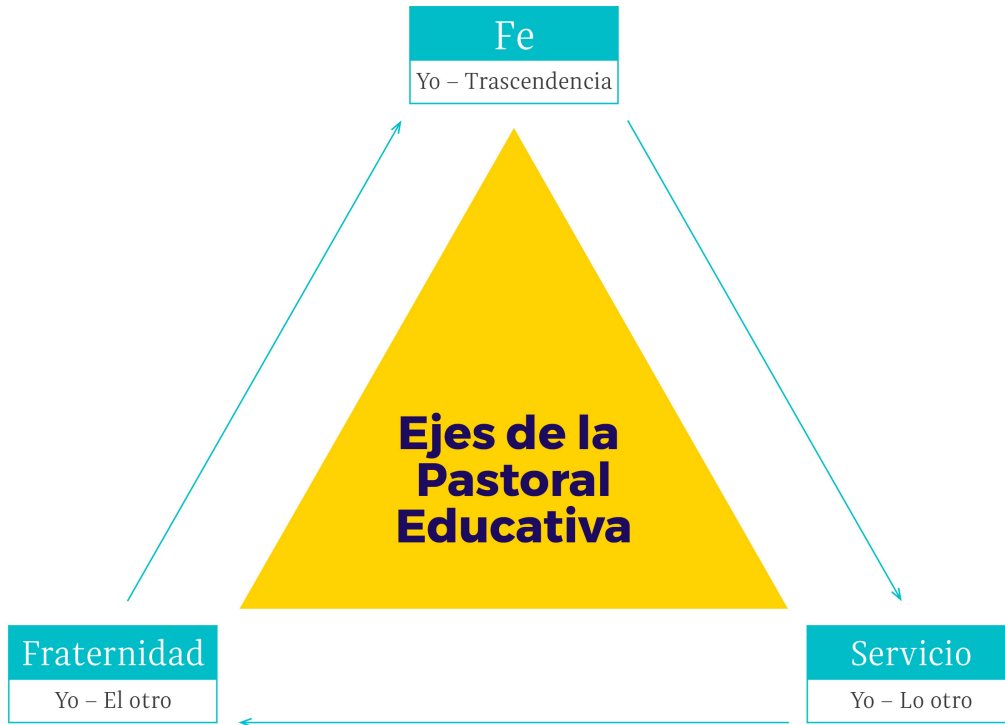 Fe
Yo – Trascendencia
Ejes de la
Pastoral
Educativa
Fraternidad
Yo – El otro
Servicio
Yo – Lo otro